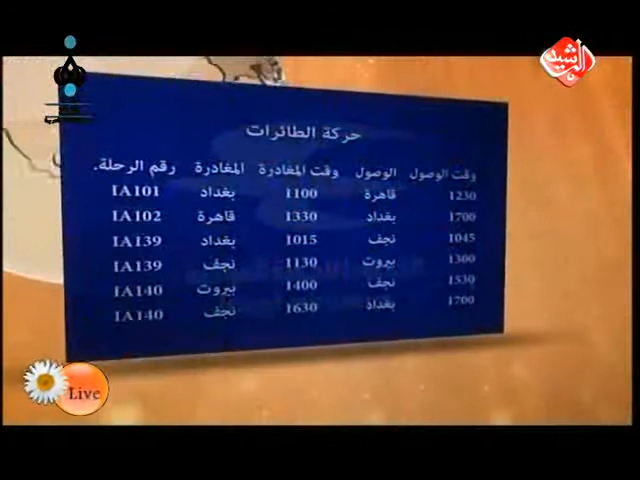 الرشيد
حركة الطائرات
وقت الوصول الوصول وقت المغادرة المغادرة رقم الرحلة.
1230 قاهرة 1100 بغداد IA101
1700 بغداد 1330 قاهرة IA102
1045 نجف 1015 بغداد IA139
1300 بيروت 1130 نجف IA139
1530 نجف 1400 بيروت IA140
1700 بغداد 1630 نجف IA140
Live